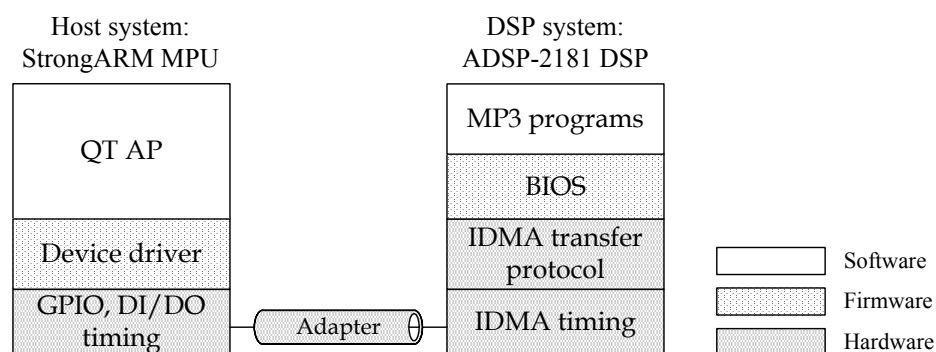 Host system:
StrongARM MPU
DSP system:
ADSP-2181 DSP
QT AP
Device driver
GPIO, DI/DO
timing
Adapter
MP3 programs
BIOS
IDMA transfer
protocol
IDMA timing
Software
Firmware
Hardware